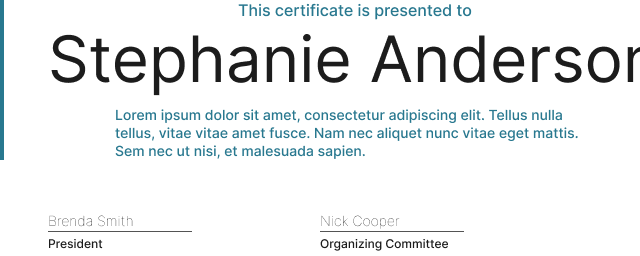 This certificate is presented to
Stephanie Anderson
Lorem ipsum dolor sit amet, consectetur adipiscing elit. Tellus nulla
tellus, vitae vitae amet fusce. Nam nec aliquet nunc vitae eget mattis.
Sem nec ut nisi, et malesuada sapien.
Brenda Smith
Nick Cooper
President
Organizing Committee